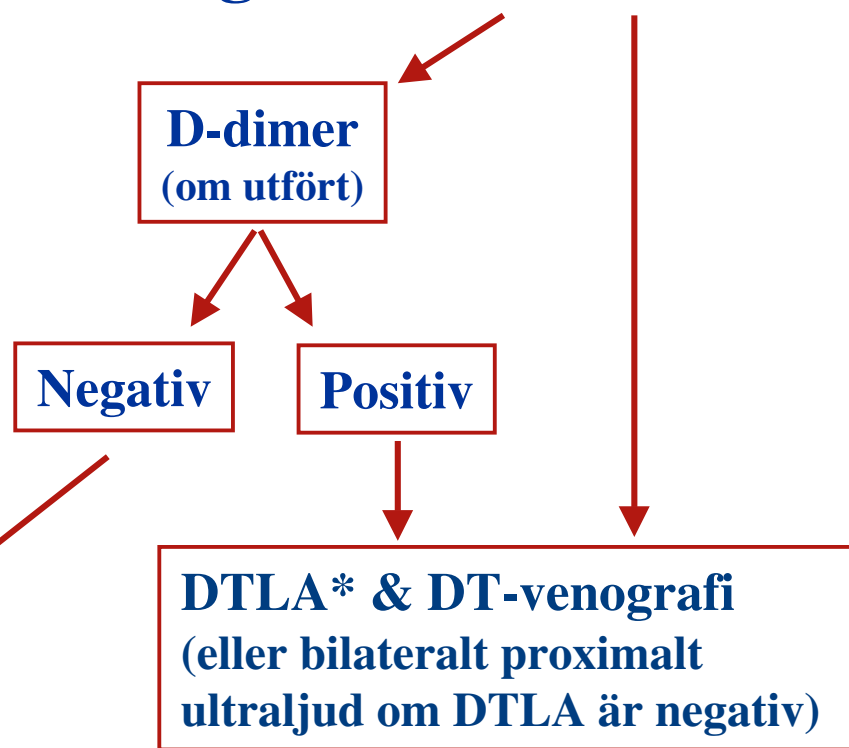 D-dimer
(om utfört)
Negativ
Positiv
DTLA* & DT-venografi
(eller bilateralt proximalt
ultraljud om DTLA är negativ)